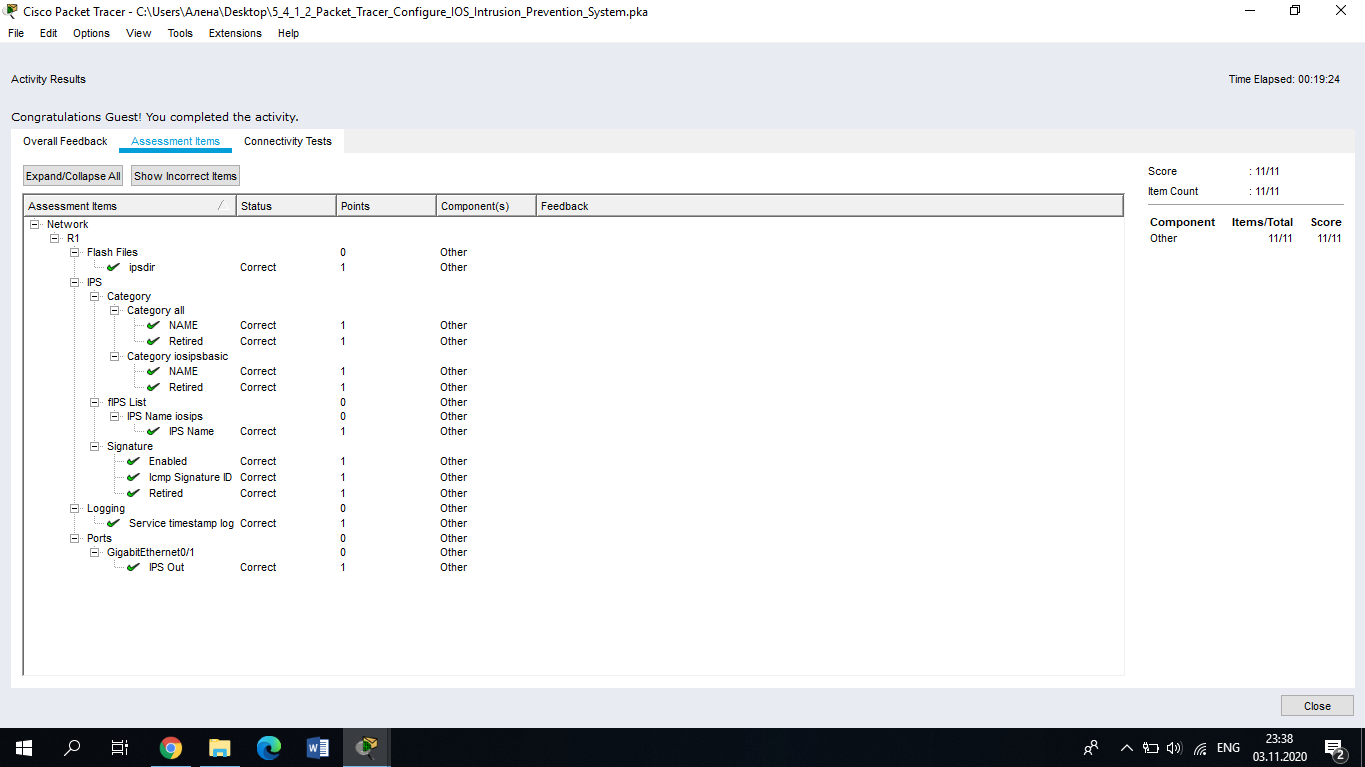 Cisco Packet Tracer - C:\Users\Алена\Desktop\5_4_1_2_Packet_Tracer_Configure_IOS_Intrusion_Prevention_System.pka
File Edit Options View Tools Extensions Help
Activity Results
Time Elapsed: 00:19:24
Congratulations Guest! You completed the activity.
Overall Feedback Assessment Items Connectivity Tests
Expand/Collapse All Show Incorrect Items
Assessment Items Status Points Component(s) Feedback
Network
R1
Flash Files 0 Other
ipsdir Correct 1 Other
IPS
Category
Category all
NAME Correct 1 Other
Retired Correct 1 Other
Category iosipsbasic
NAME Correct 1 Other
Retired Correct 1 Other
fIPS List 0 Other
IPS Name iosips 0 Other
IPS Name Correct 1 Other
Signature
Enabled Correct 1 Other
Icmp Signature ID Correct 1 Other
Retired Correct 1 Other
Logging 0 Other
Service timestamp log Correct 1 Other
Ports 0 Other
GigabitEthernet0/1 0 Other
IPS Out Correct 1 Other
Score : 11/11
Item Count : 11/11
Component Items/Total Score
Other 11/11 11/11
Close
ENG
23:38
03.11.2020
2